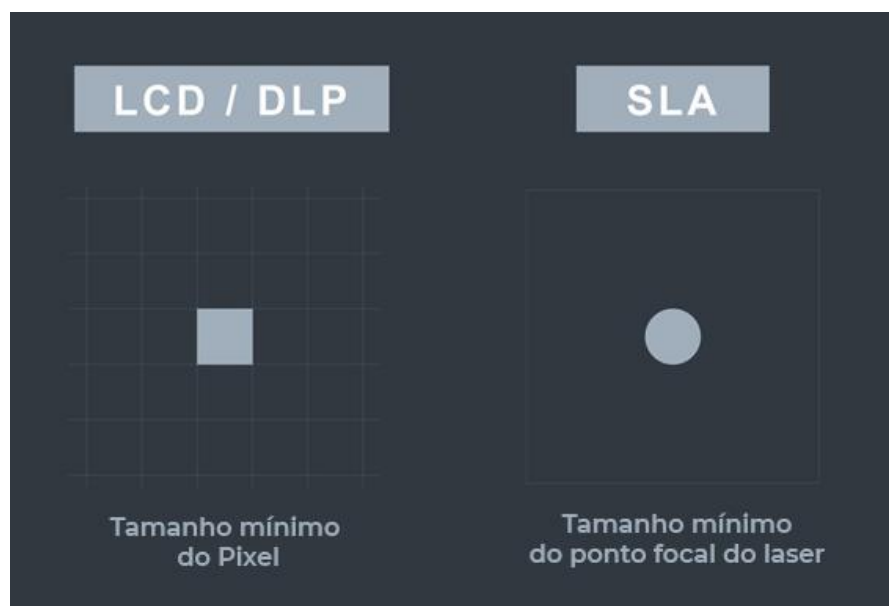 LCD / DLP
SLA
Tamanho mínimo
do Pixel
Tamanho mínimo
do ponto focal do laser